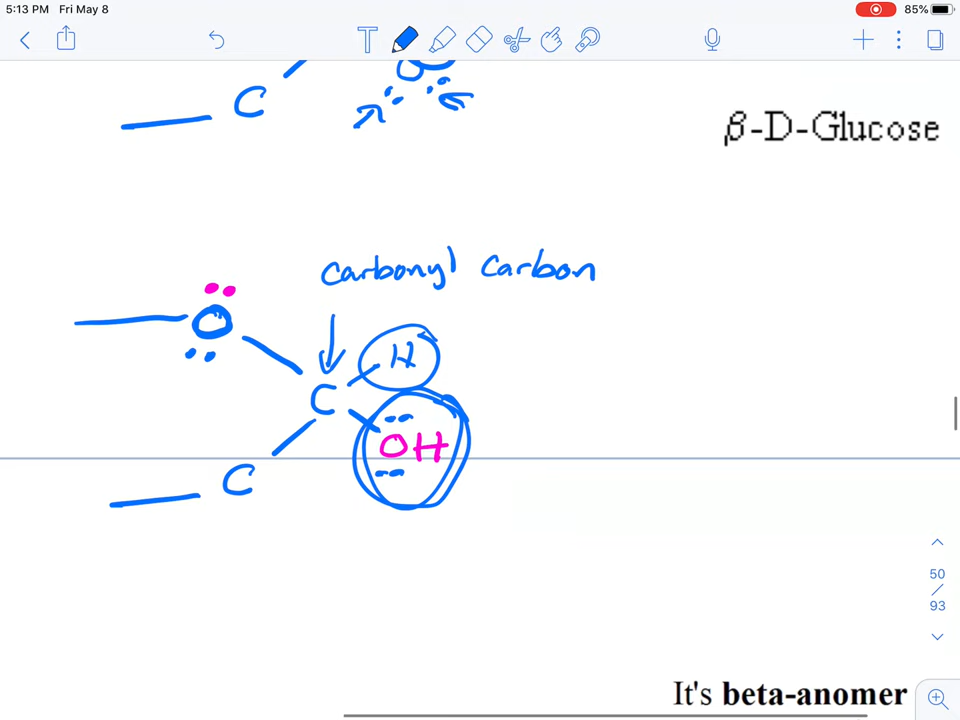 5:13 PM Fri May 8
85%
T
C
β-D-Glucose
Carbonyl Carbon
O
H
C
OH
C
50
/
93
It's beta-anomer